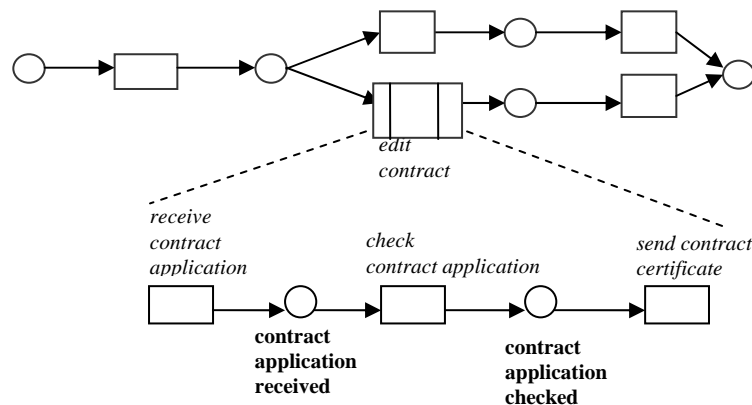 edit
contract
receive
contract
application
check
contract application
send contract
certificate
contract
application
received
contract
application
checked